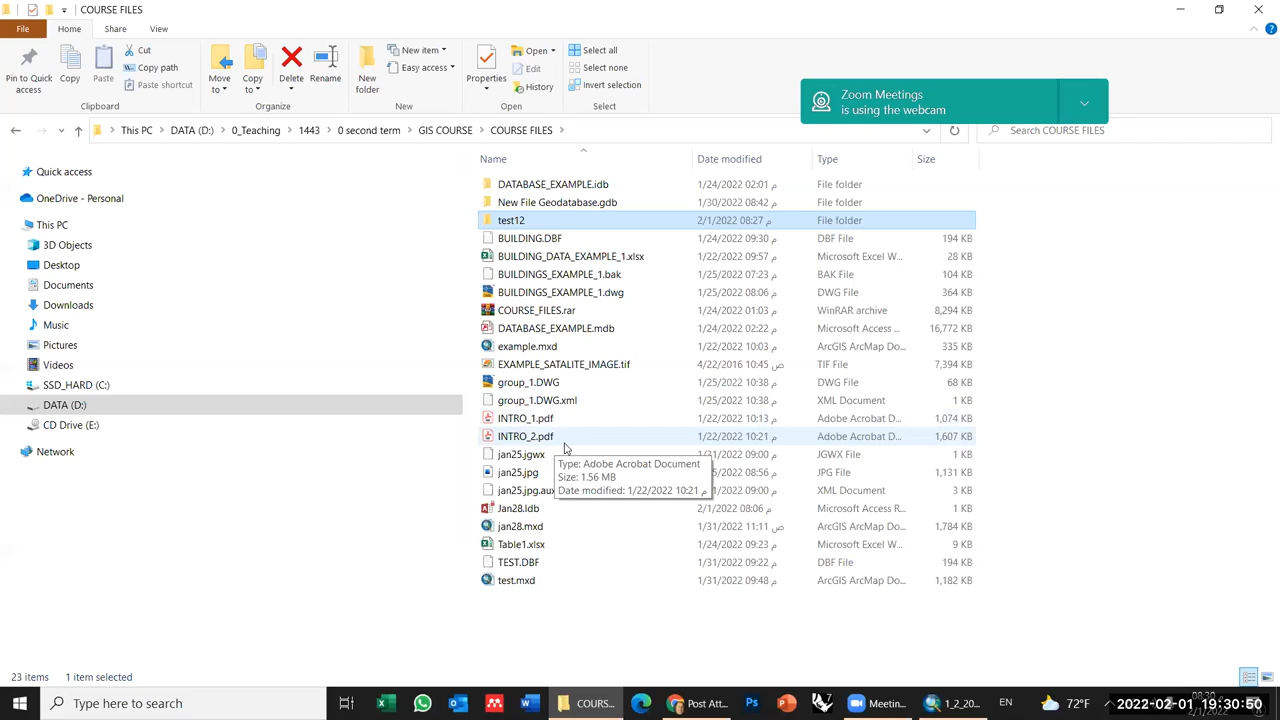 COURSE FILES
File
Home
Share
View
Pin to Quick access
Copy
Paste
Cut
Copy path
Paste shortcut
Clipboard
Move to
Copy to
Delete
Rename
Organize
New folder
New item
Easy access
New
Properties
Open
Edit
History
Open
Select all
Select none
Invert selection
Select
Zoom Meetings
is using the webcam
This PC
DATA (D:)
0_Teaching
1443
0 second term
GIS COURSE
COURSE FILES
Search COURSE FILES
Quick access
OneDrive - Personal
This PC
3D Objects
Desktop
Documents
Downloads
Music
Pictures
Videos
SSD_HARD (C:)
DATA (D:)
CD Drive (E:)
Network
Name Date modified Type Size
DATABASE_EXAMPLE.idb 1/24/2022 02:01 م File folder
New File Geodatabase.gdb 1/30/2022 08:42 م File folder
test12 2/1/2022 08:27 م File folder
BUILDING.DBF 1/24/2022 09:30 م DBF File 194 KB
BUILDING_DATA_EXAMPLE_1.xlsx 1/22/2022 09:57 م Microsoft Excel W... 28 KB
BUILDINGS_EXAMPLE_1.bak 1/25/2022 07:23 م BAK File 104 KB
BUILDINGS_EXAMPLE_1.dwg 1/25/2022 08:06 م DWG File 364 KB
COURSE_FILES.rar 1/24/2022 01:03 م WinRAR archive 8,294 KB
DATABASE_EXAMPLE.mdb 1/24/2022 02:22 م Microsoft Access ... 16,772 KB
example.mxd 1/22/2022 10:03 م ArcGIS ArcMap Do... 335 KB
EXAMPLE_SATALITE_IMAGE.tif 4/22/2016 10:45 ص TIF File 7,394 KB
group_1.DWG 1/25/2022 10:38 م DWG File 68 KB
group_1.DWG.xml 1/25/2022 10:38 م XML Document 1 KB
INTRO_1.pdf 1/22/2022 10:13 م Adobe Acrobat D... 1,074 KB
INTRO_2.pdf 1/22/2022 10:21 م Adobe Acrobat D... 1,607 KB
jan25.jgwx 1/31/2022 09:00 م JGWX File 1 KB
jan25.jpg 08:56 م JPG File 1,131 KB
jan25.jpg.aux 09:00 م XML Document 3 KB
Jan28.ldb 2/1/2022 08:06 م Microsoft Access R... 1 KB
jan28.mxd 1/31/2022 11:11 ص ArcGIS ArcMap Do... 1,784 KB
Table1.xlsx 1/24/2022 09:23 م Microsoft Excel W... 9 KB
TEST.DBF 1/31/2022 09:22 م DBF File 194 KB
test.mxd 1/31/2022 09:48 م ArcGIS ArcMap Do... 1,182 KB
Type: Adobe Acrobat Document
Size: 1.56 MB
Date modified: 1/22/2022 10:21 م
23 items 1 item selected
Type here to search
COURS...
Post Att...
Meetin...
1_2_20...
72°F
EN
2022-02-01 19:30:50